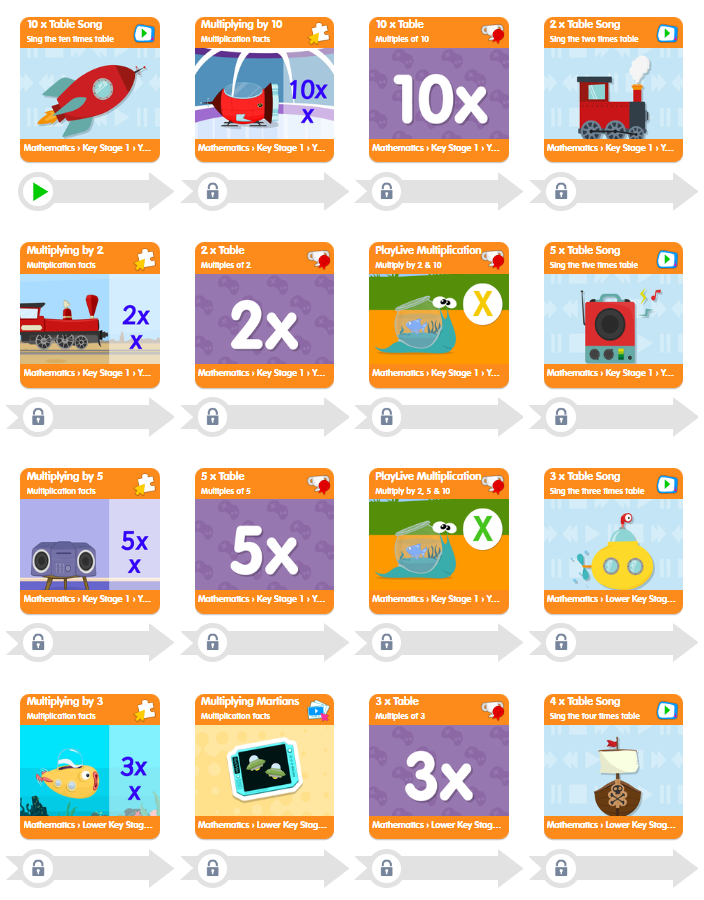 10 x Table Song
Sing the ten times table
Mathematics › Key Stage 1 › Y...
Multiplying by 10
Multiplication facts
10x
x
Mathematics › Key Stage 1 › Y...
10 x Table
Multiples of 10
10x
Mathematics › Key Stage 1 › Y...
2 x Table Song
Sing the two times table
Mathematics › Key Stage 1 › Y...
Multiplying by 2
Multiplication facts
2x
x
Mathematics › Key Stage 1 › Y...
2 x Table
Multiples of 2
2x
Mathematics › Key Stage 1 › Y...
PlayLive Multiplication
Multiply by 2 & 10
X
Mathematics › Key Stage 1 › Y...
5 x Table Song
Sing the five times table
Mathematics › Key Stage 1 › Y...
Multiplying by 5
Multiplication facts
5x
x
Mathematics › Key Stage 1 › Y...
5 x Table
Multiples of 5
5x
Mathematics › Key Stage 1 › Y...
PlayLive Multiplication
Multiply by 2, 5 & 10
X
Mathematics › Key Stage 1 › Y...
3 x Table Song
Sing the three times table
Mathematics › Lower Key Stag...
Multiplying by 3
Multiplication facts
3x
x
Mathematics › Lower Key Stag...
Multiplying Martians
Multiplication facts
Mathematics › Lower Key Stag...
3 x Table
Multiples of 3
3x
Mathematics › Lower Key Stag...
4 x Table Song
Sing the four times table
Mathematics › Lower Key Stag...